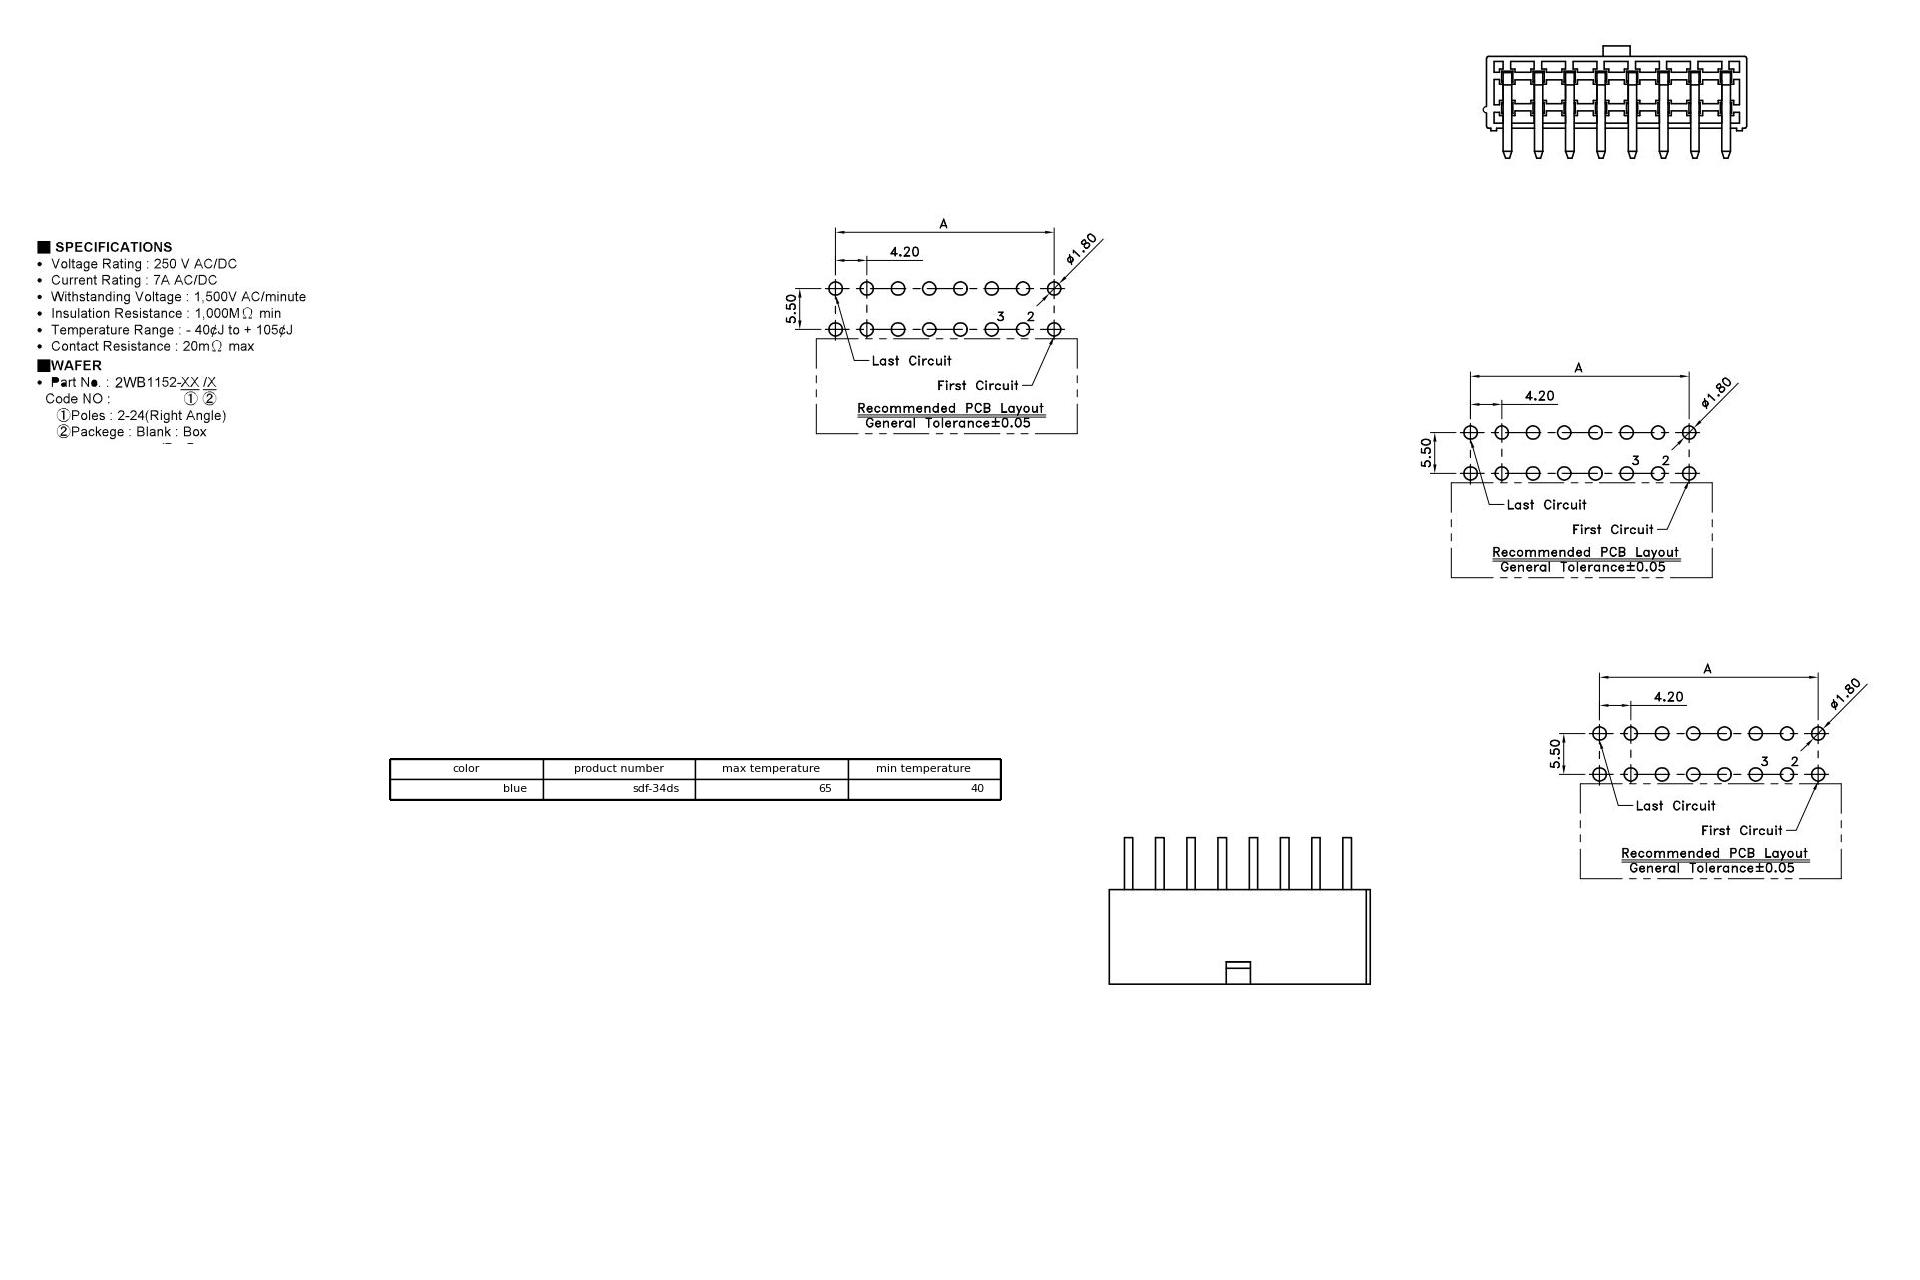 ■ SPECIFICATIONS
• Voltage Rating : 250 V AC/DC
• Current Rating : 7A AC/DC
• Withstanding Voltage : 1,500V AC/minute
• Insulation Resistance : 1,000MΩ min
• Temperature Range : - 40¢J to + 105¢J
• Contact Resistance : 20mΩ max
■WAFER
• Part No. : 2WB1152-XX /X
Code NO : ① ②
①Poles : 2-24(Right Angle)
②Packege : Blank : Box
A
4.20
ø1.80
5.50
3 2
Last Circuit
First Circuit
Recommended PCB Layout
General Tolerance±0.05
A
4.20
ø1.80
5.50
3 2
Last Circuit
First Circuit
Recommended PCB Layout
General Tolerance±0.05
A
4.20
ø1.80
5.50
3 2
Last Circuit
First Circuit
Recommended PCB Layout
General Tolerance±0.05
color product number max temperature min temperature
blue sdf-34ds 65 40